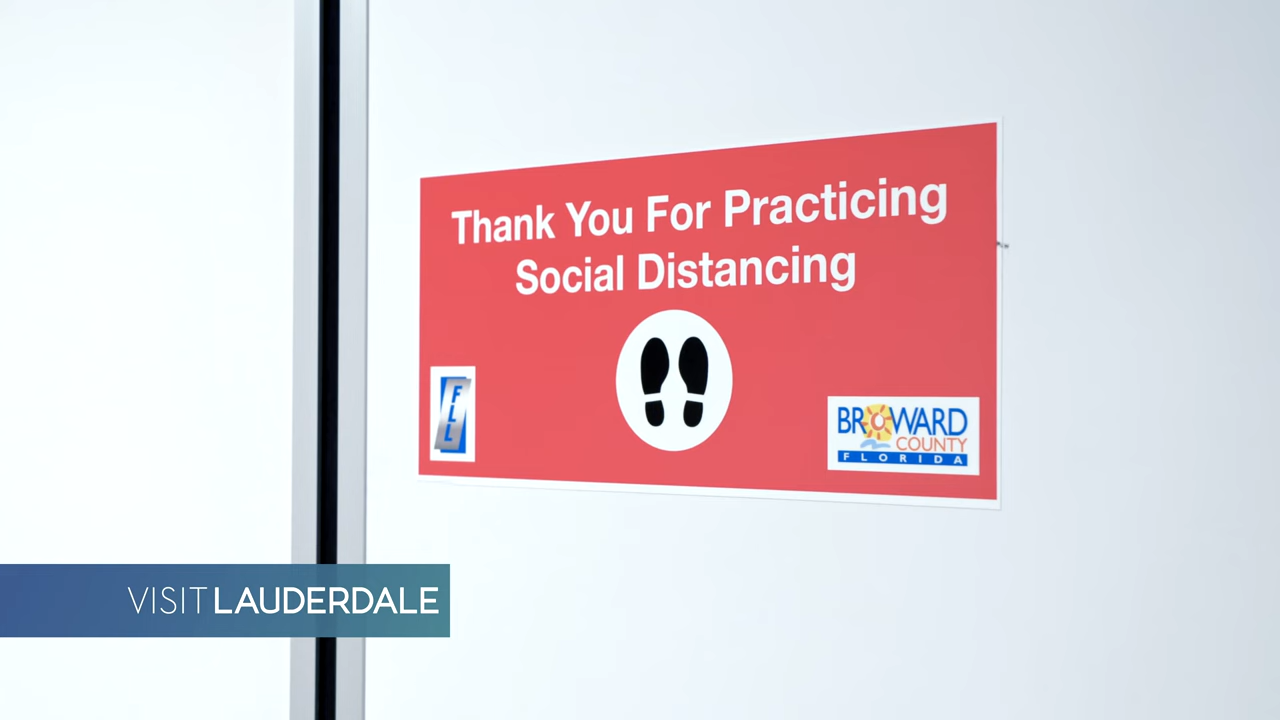 Thank You For Practicing
Social Distancing
FLL
BROWARD
COUNTY
FLORIDA
VISIT LAUDERDALE